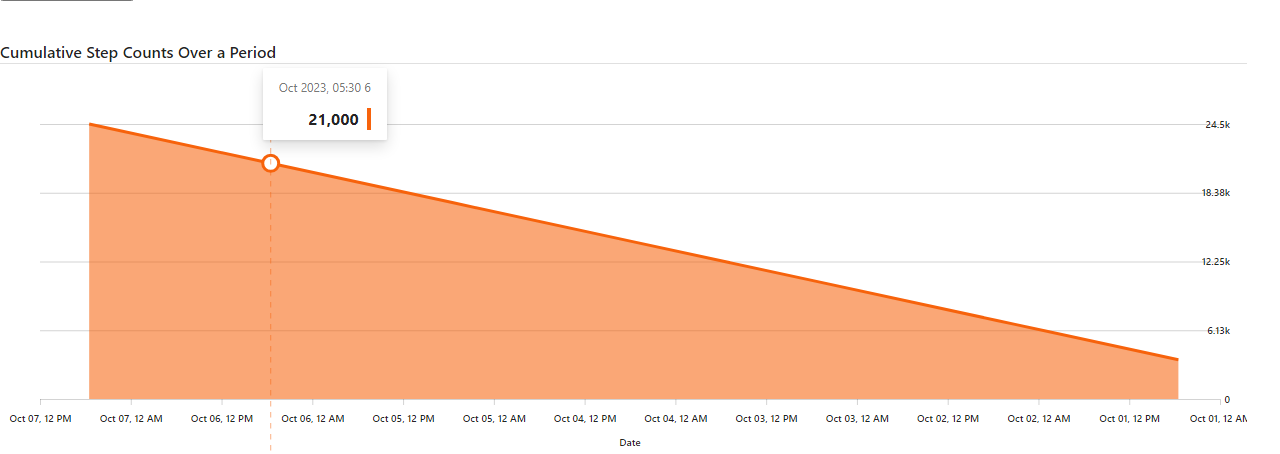 Cumulative Step Counts Over a Period
Oct 2023, 05:30 6
21,000
24.5k
18.38k
12.25k
6.13k
0
Oct 07, 12 PM Oct 07, 12 AM Oct 06, 12 PM Oct 06, 12 AM Oct 05, 12 PM Oct 05, 12 AM Oct 04, 12 PM Oct 04, 12 AM Oct 03, 12 PM Oct 03, 12 AM Oct 02, 12 PM Oct 02, 12 AM Oct 01, 12 PM Oct 01, 12 AM
Date